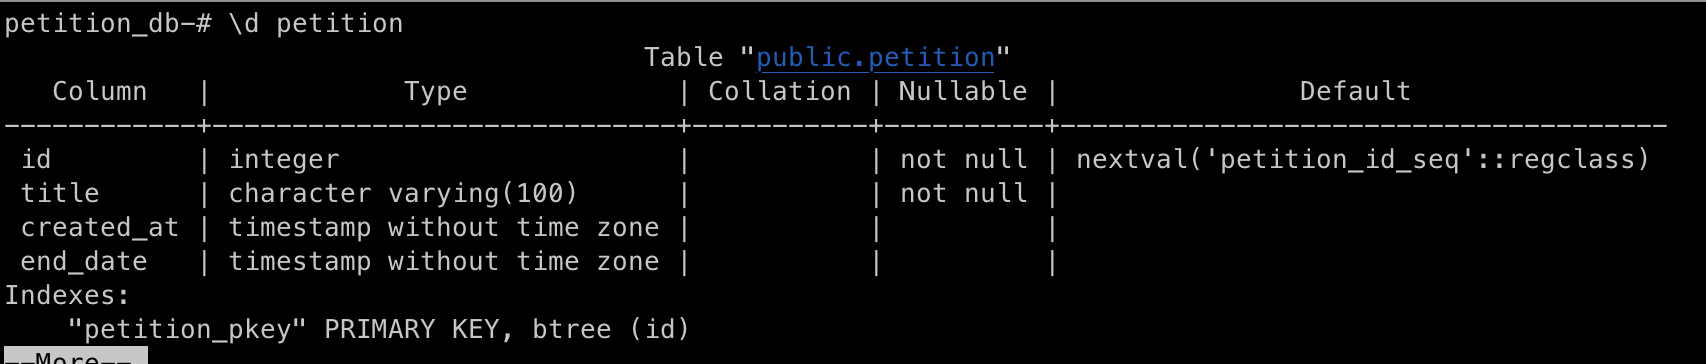 petition_db-# \d petition
Table "public.petition"
Column | Type | Collation | Nullable | Default
------------+-----------------------------+-----------+----------+--------------------------------------
id | integer | | not null | nextval('petition_id_seq'::regclass)
title | character varying(100) | | not null |
created_at | timestamp without time zone | | |
end_date | timestamp without time zone | | |
Indexes:
"petition_pkey" PRIMARY KEY, btree (id)
--More--